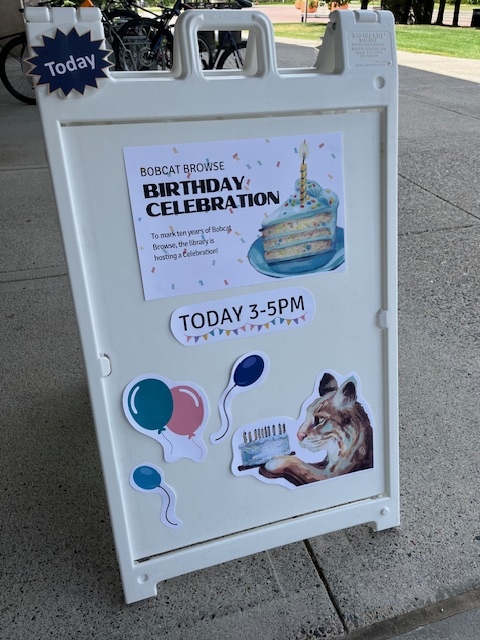 Today
BOBCAT BROWSE
BIRTHDAY
CELEBRATION
To mark ten years of Bobcat
Browse, the library is
hosting a Celebration!
TODAY 3-5PM